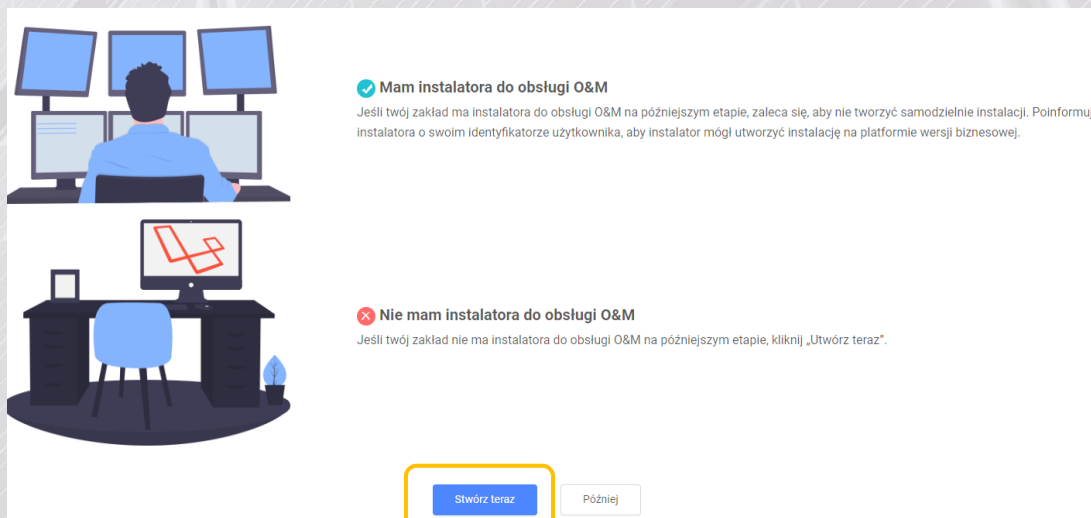 Mam instalatora do obsługi O&M
Jeśli twój zakład ma instalatora do obsługi O&M na późniejszym etapie, zaleca się, aby nie tworzyć samodzielnie instalacji. Poinformuj
instalatora o swoim identyfikatorze użytkownika, aby instalator mógł utworzyć instalację na platformie wersji biznesowej.
Nie mam instalatora do obsługi O&M
Jeśli twój zakład nie ma instalatora do obsługi O&M na późniejszym etapie, kliknij „Utwórz teraz”.
Stwórz teraz
Później